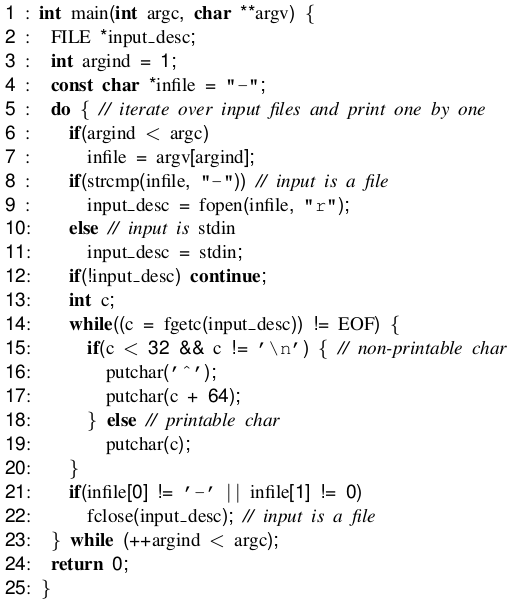 1 : int main(int argc, char **argv) {
2 : FILE *input_desc;
3 : int argind = 1;
4 : const char *infile = "-";
5 : do { // iterate over input files and print one by one
6 : if(argind < argc)
7 : infile = argv[argind];
8 : if(strcmp(infile, "-")) // input is a file
9 : input_desc = fopen(infile, "r");
10: else // input is stdin
11: input_desc = stdin;
12: if(!input_desc) continue;
13: int c;
14: while((c = fgetc(input_desc)) != EOF) {
15: if(c < 32 && c != '\n') { // non-printable char
16: putchar('^');
17: putchar(c + 64);
18: } else // printable char
19: putchar(c);
20: }
21: if(infile[0] != '-' || infile[1] != 0)
22: fclose(input_desc); // input is a file
23: } while (++argind < argc);
24: return 0;
25: }